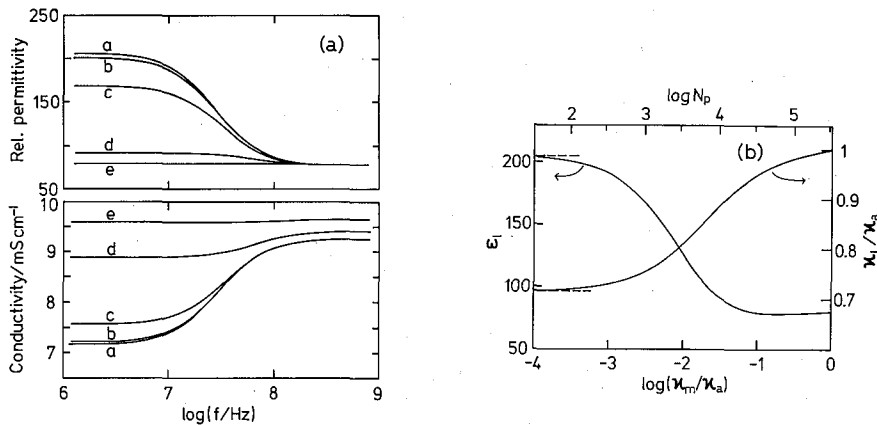 250
(a)
a
b
150
c
d
e
50
Rel. permittivity
10
e
9
d
8
c
b
7
a
Conductivity/mS cm⁻¹
6 7 8 9
log(f/Hz)
log Np
2 3 4 5
(b)
200
150
100
50
εl
1
0.9
0.8
0.7
ϰl/ϰa
-4 -3 -2 -1 0
log(ϰm/ϰa)